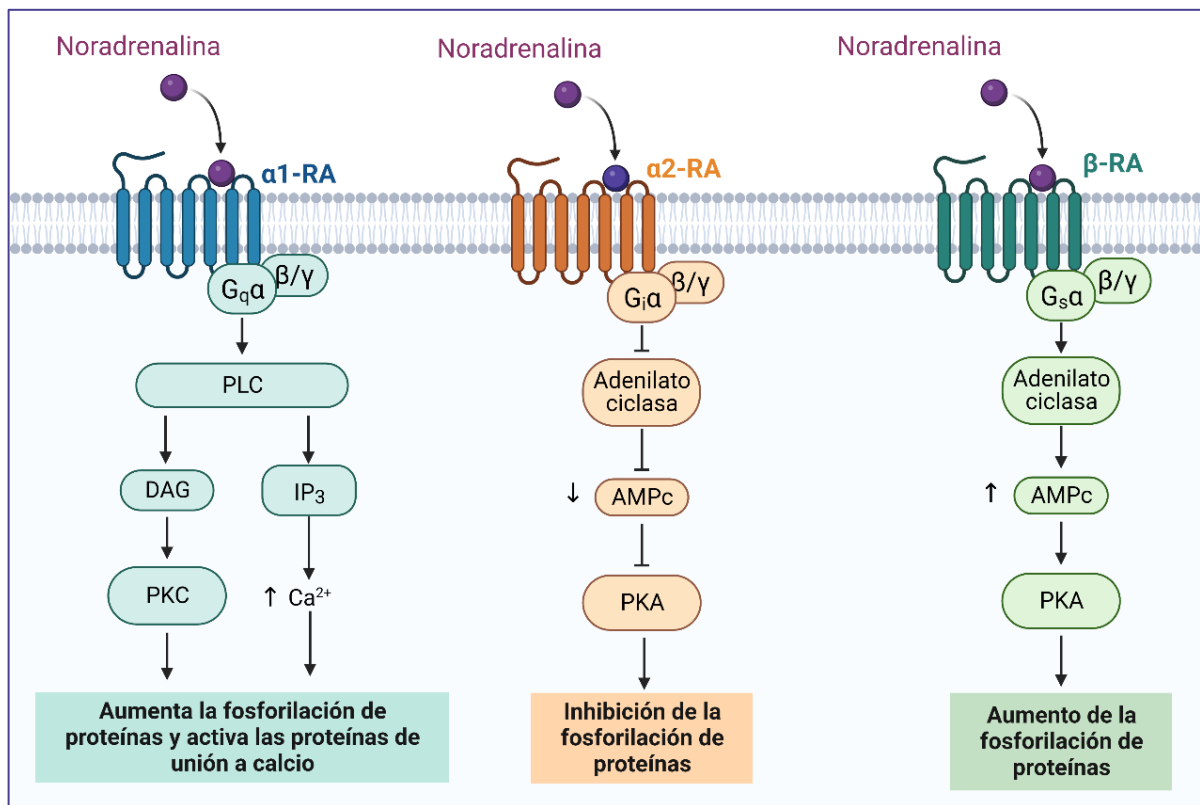 Noradrenalina
α1-RA
Gqα
β/γ
PLC
DAG
IP3
PKC
↑ Ca2+
Aumenta la fosforilación de
proteínas y activa las proteínas de
unión a calcio
Noradrenalina
α2-RA
Giα
β/γ
Adenilato
ciclasa
↓ AMPc
PKA
Inhibición de la
fosforilación de
proteínas
Noradrenalina
β-RA
Gsα
β/γ
Adenilato
ciclasa
↑ AMPc
PKA
Aumento de la
fosforilación de
proteínas